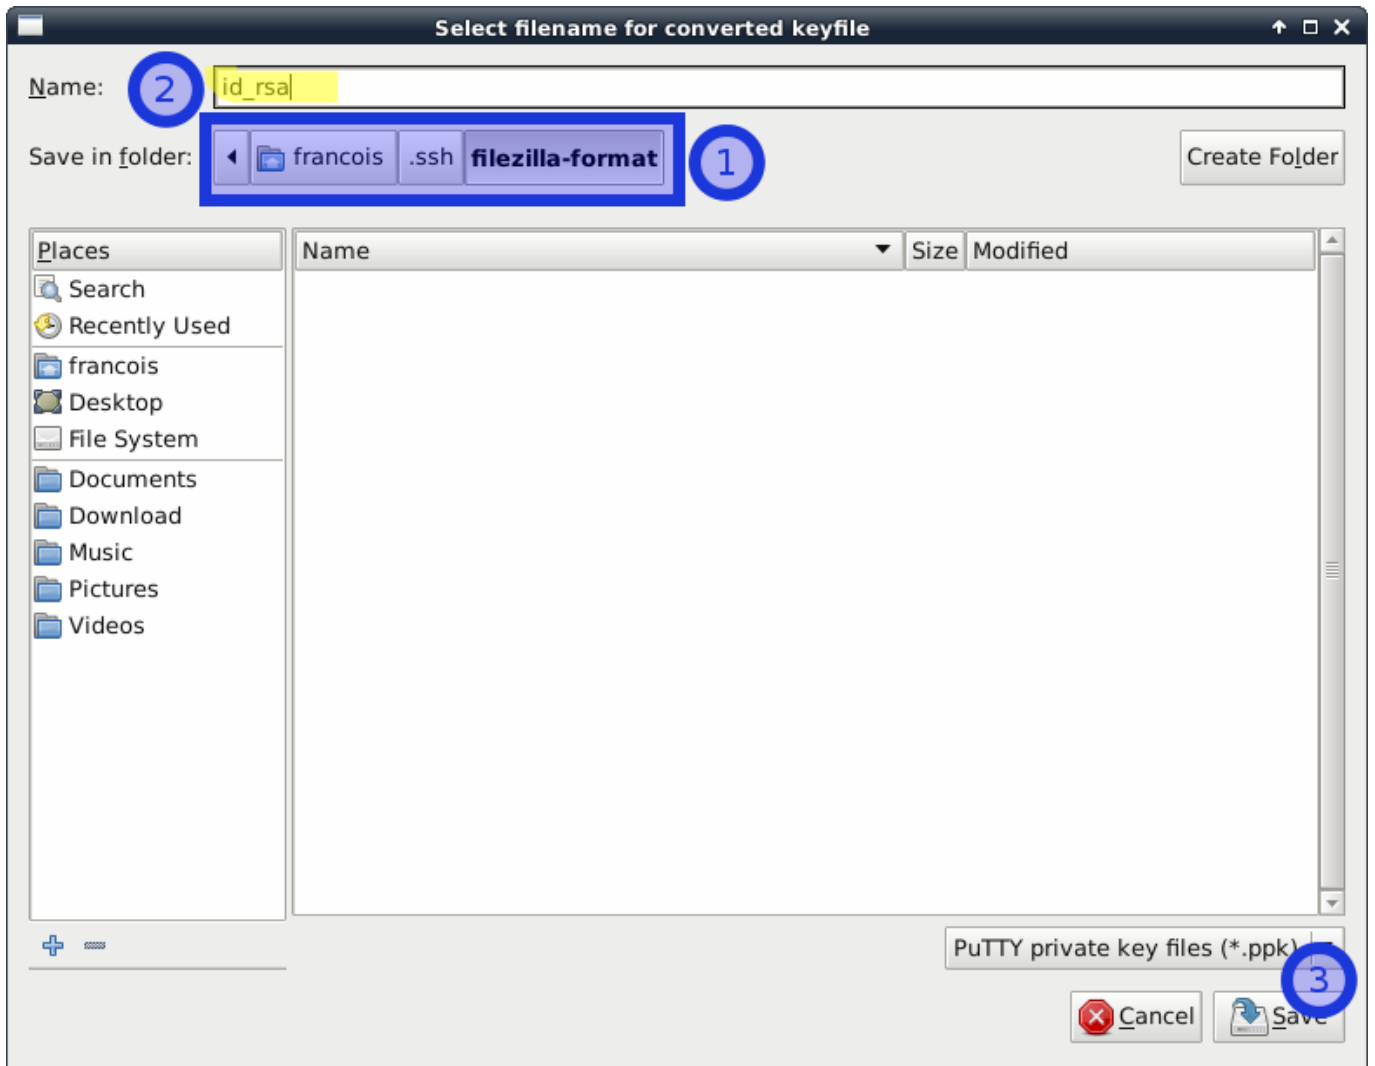 Select filename for converted keyfile
Name: 2 id_rsa
Save in folder: francois .ssh filezilla-format 1 Create Folder
Places Name Size Modified
Search
Recently Used
francois
Desktop
File System
Documents
Download
Music
Pictures
Videos
PuTTY private key files (*.ppk)
3
Cancel Save